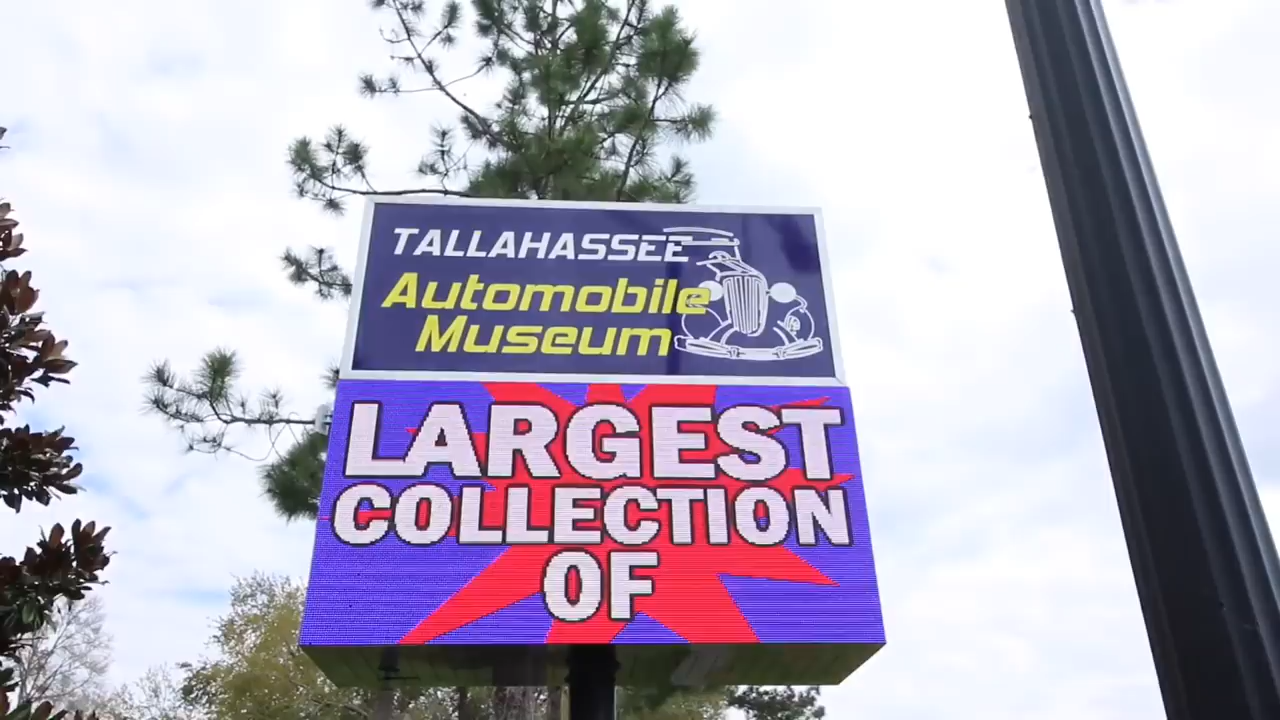 TALLAHASSEE
Automobile
Museum
LARGEST
COLLECTION
OF